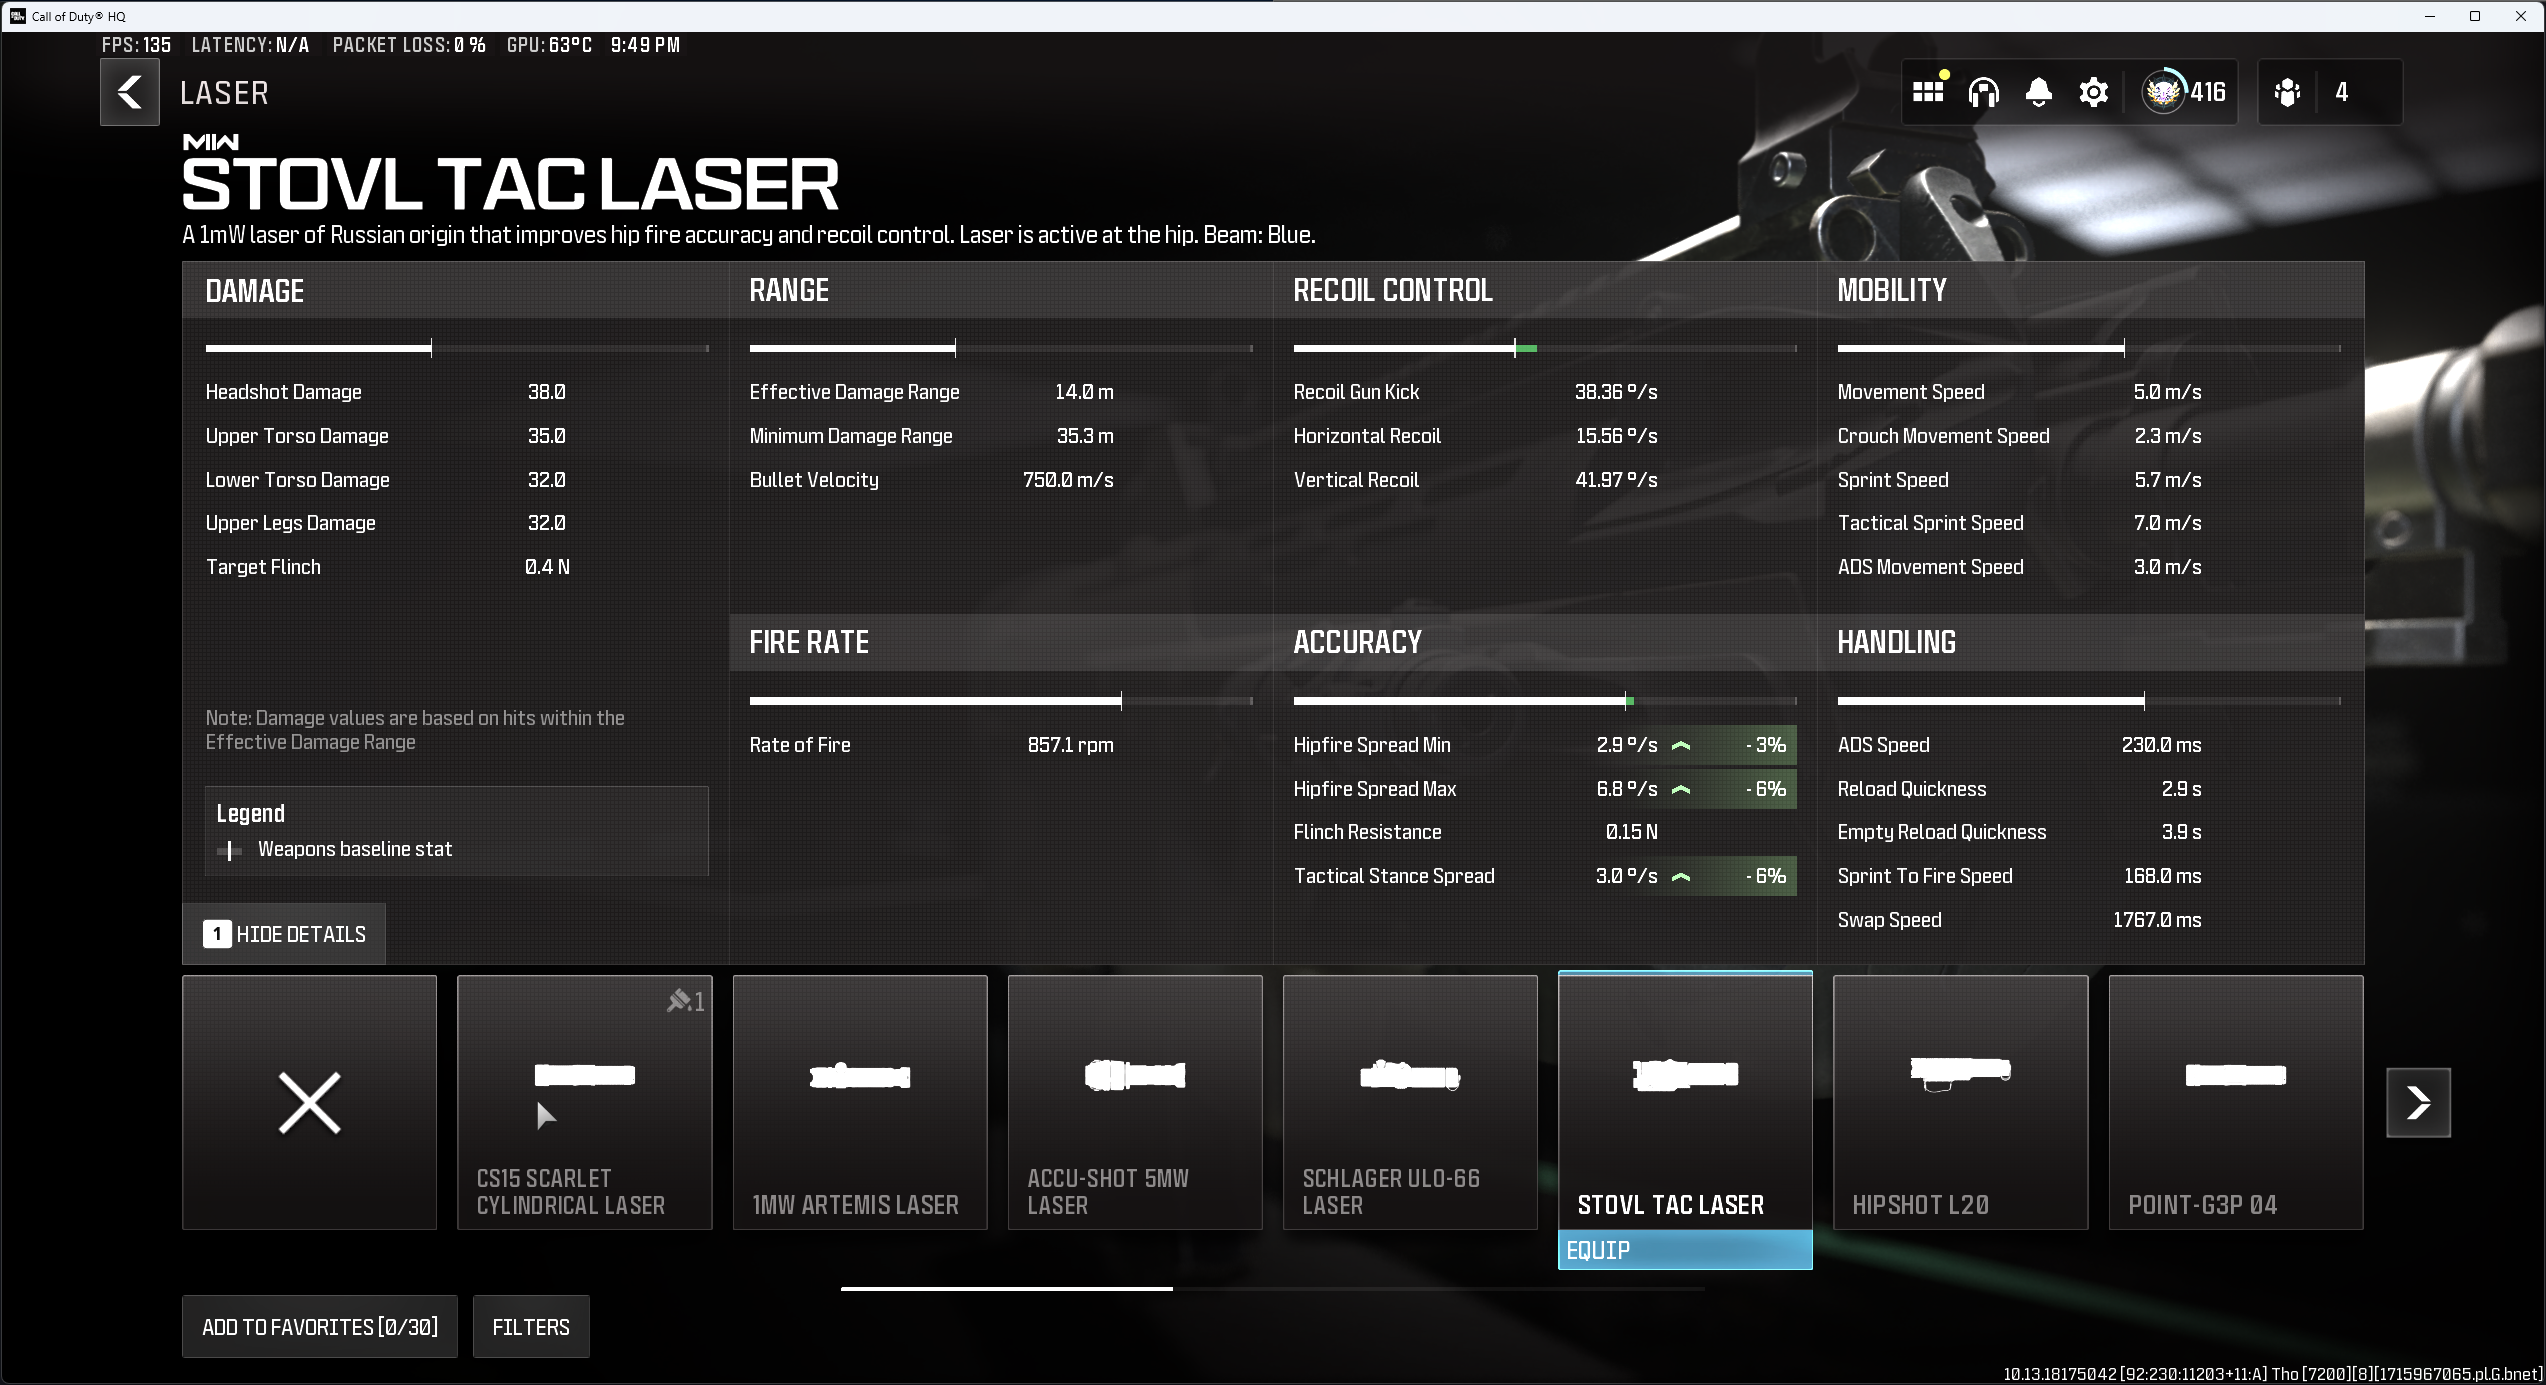 Call of Duty® HQ
FPS: 135 LATENCY: N/A PACKET LOSS: 0 % GPU: 63°C 9:49 PM
LASER
416
4
MW
STOVL TAC LASER
A 1mW laser of Russian origin that improves hip fire accuracy and recoil control. Laser is active at the hip. Beam: Blue.
DAMAGE
Headshot Damage 38.0
Upper Torso Damage 35.0
Lower Torso Damage 32.0
Upper Legs Damage 32.0
Target Flinch 0.4 N
Note: Damage values are based on hits within the
Effective Damage Range
Legend
Weapons baseline stat
1 HIDE DETAILS
RANGE
Effective Damage Range 14.0 m
Minimum Damage Range 35.3 m
Bullet Velocity 750.0 m/s
FIRE RATE
Rate of Fire 857.1 rpm
RECOIL CONTROL
Recoil Gun Kick 38.36 º/s
Horizontal Recoil 15.56 º/s
Vertical Recoil 41.97 º/s
ACCURACY
Hipfire Spread Min 2.9 º/s - 3%
Hipfire Spread Max 6.8 º/s - 6%
Flinch Resistance 0.15 N
Tactical Stance Spread 3.0 º/s - 6%
MOBILITY
Movement Speed 5.0 m/s
Crouch Movement Speed 2.3 m/s
Sprint Speed 5.7 m/s
Tactical Sprint Speed 7.0 m/s
ADS Movement Speed 3.0 m/s
HANDLING
ADS Speed 230.0 ms
Reload Quickness 2.9 s
Empty Reload Quickness 3.9 s
Sprint To Fire Speed 168.0 ms
Swap Speed 1767.0 ms
1
CS15 SCARLET
CYLINDRICAL LASER
1MW ARTEMIS LASER
ACCU-SHOT 5MW
LASER
SCHLAGER ULO-66
LASER
STOVL TAC LASER
EQUIP
HIPSHOT L20
POINT-G3P 04
ADD TO FAVORITES [0/30]
FILTERS
10.13.18175042 [92:230:11203+11:A] Tho [7200][8][1715967065.pl.G.bnet]